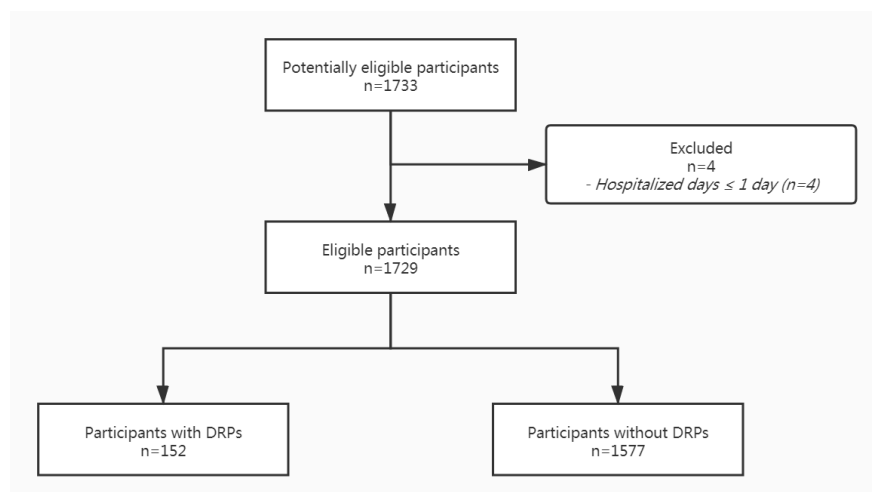 Potentially eligible participants
n=1733
Excluded
n=4
- Hospitalized days ≤ 1 day (n=4)
Eligible participants
n=1729
Participants with DRPs
n=152
Participants without DRPs
n=1577